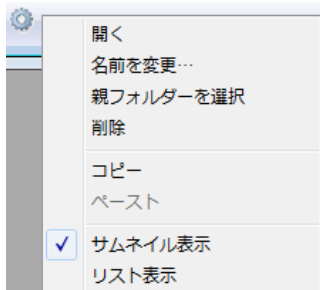 開く
名前を変更…
親フォルダーを選択
削除
コピー
ペースト
サムネイル表示
リスト表示